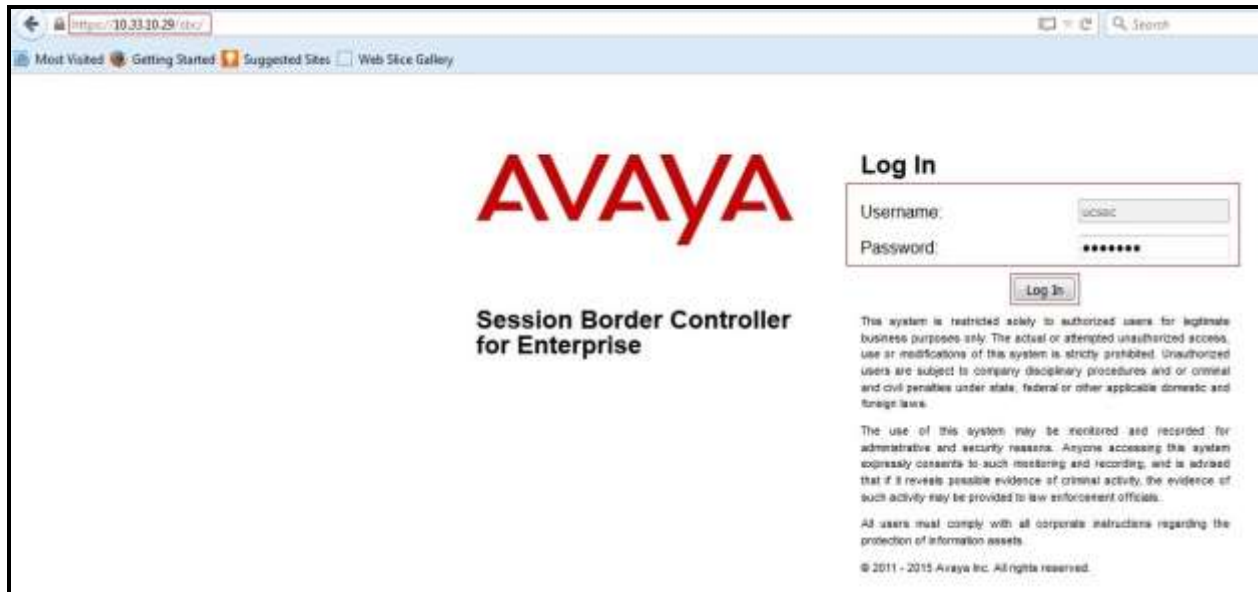 https://10.33.10.29/sbc/
Search
Most Visited Getting Started Suggested Sites Web Slice Gallery
AVAYA
Session Border Controller
for Enterprise
Log In
Username: ucsec
Password: •••••••
Log In
This system is restricted solely to authorized users for legitimate
business purposes only. The actual or attempted unauthorized access,
use or modifications of this system is strictly prohibited. Unauthorized
users are subject to company disciplinary procedures and or criminal
and civil penalties under state, federal or other applicable domestic and
foreign laws.
The use of this system may be monitored and recorded for
administrative and security reasons. Anyone accessing this system
expressly consents to such monitoring and recording, and is advised
that if it reveals possible evidence of criminal activity, the evidence of
such activity may be provided to law enforcement officials.
All users must comply with all corporate instructions regarding the
protection of information assets.
© 2011 - 2015 Avaya Inc. All rights reserved.